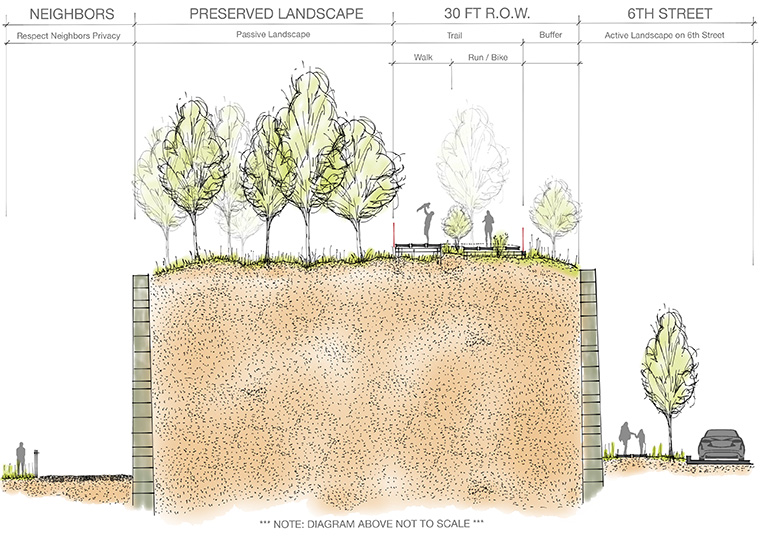 NEIGHBORS PRESERVED LANDSCAPE 30 FT R.O.W. 6TH STREET
Respect Neighbors Privacy Passive Landscape Trail Buffer Active Landscape on 6th Street
Walk Run / Bike
*** NOTE: DIAGRAM ABOVE NOT TO SCALE ***